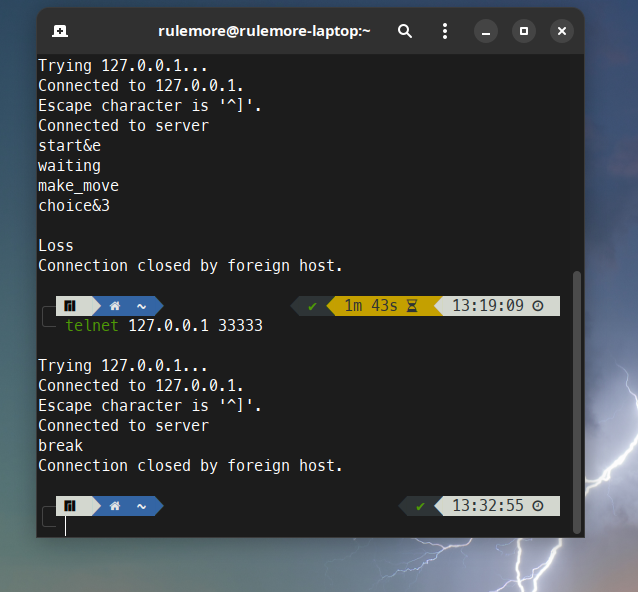 rulemore@rulemore-laptop:~
Trying 127.0.0.1...
Connected to 127.0.0.1.
Escape character is '^]'.
Connected to server
start&e
waiting
make_move
choice&3
Loss
Connection closed by foreign host.
~ ✔ 1m 43s 13:19:09
telnet 127.0.0.1 33333
Trying 127.0.0.1...
Connected to 127.0.0.1.
Escape character is '^]'.
Connected to server
break
Connection closed by foreign host.
~ ✔ 13:32:55